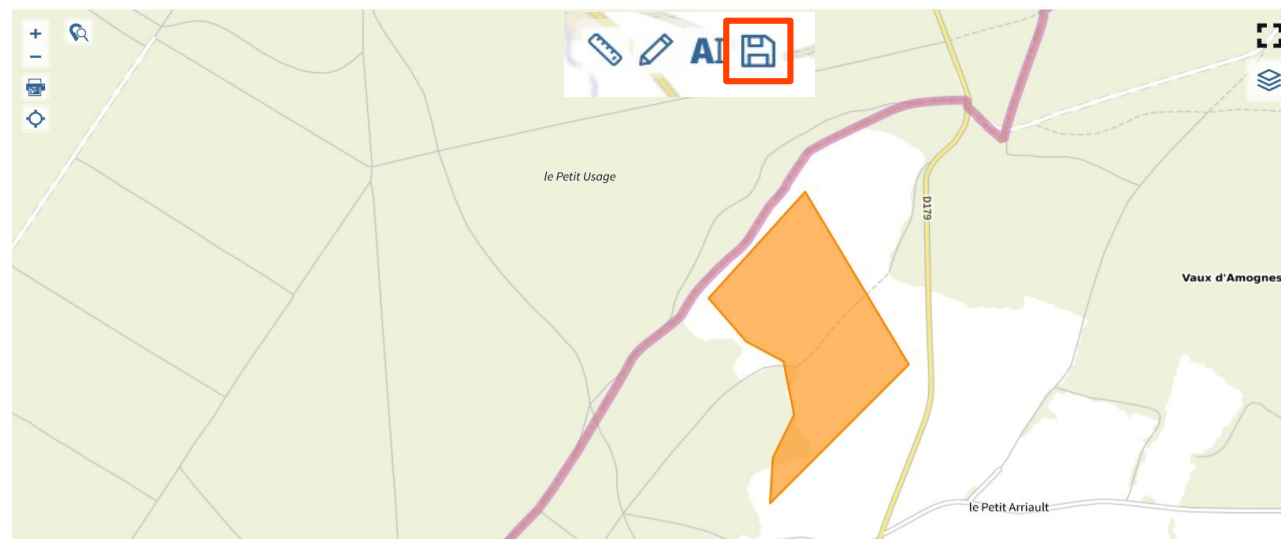 +
AI
−
le Petit Usage
D179
Vaux d'Amognes
le Petit Arriault